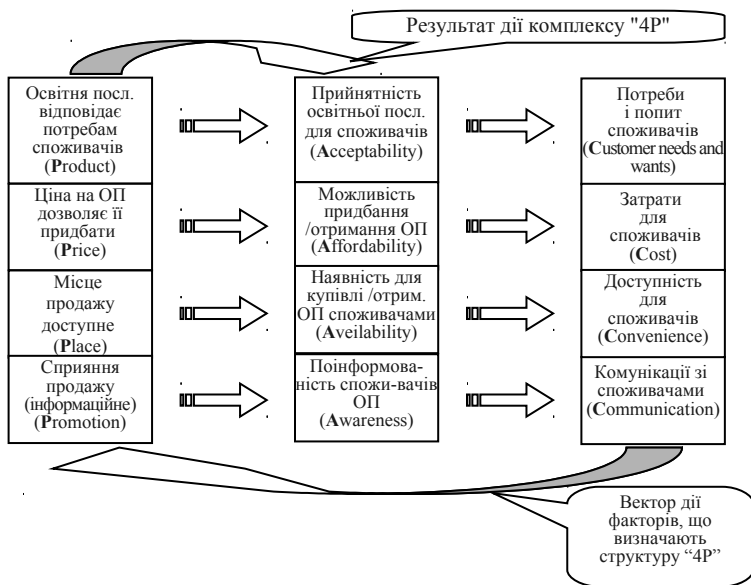 Результат дії комплексу "4Р"
Освітня посл.
відповідає
потребам
споживачів
(Product)
Прийнятність
освітньої посл.
для споживачів
(Acceptability)
Потреби
і попит
споживачів
(Customer needs and
wants)
Ціна на ОП
дозволяє її
придбати
(Price)
Можливість
придбання
/отримання ОП
(Affordability)
Затрати
для
споживачів
(Cost)
Місце
продажу
доступне
(Place)
Наявність для
купівлі /отрим.
ОП споживачами
(Aveilability)
Доступність
для
споживачів
(Convenience)
Сприяння
продажу
(інформаційне)
(Promotion)
Поінформова-
ність спожи-вачів
ОП
(Awareness)
Комунікації зі
споживачами
(Communication)
Вектор дії
факторів, що
визначають
структуру “4Р”